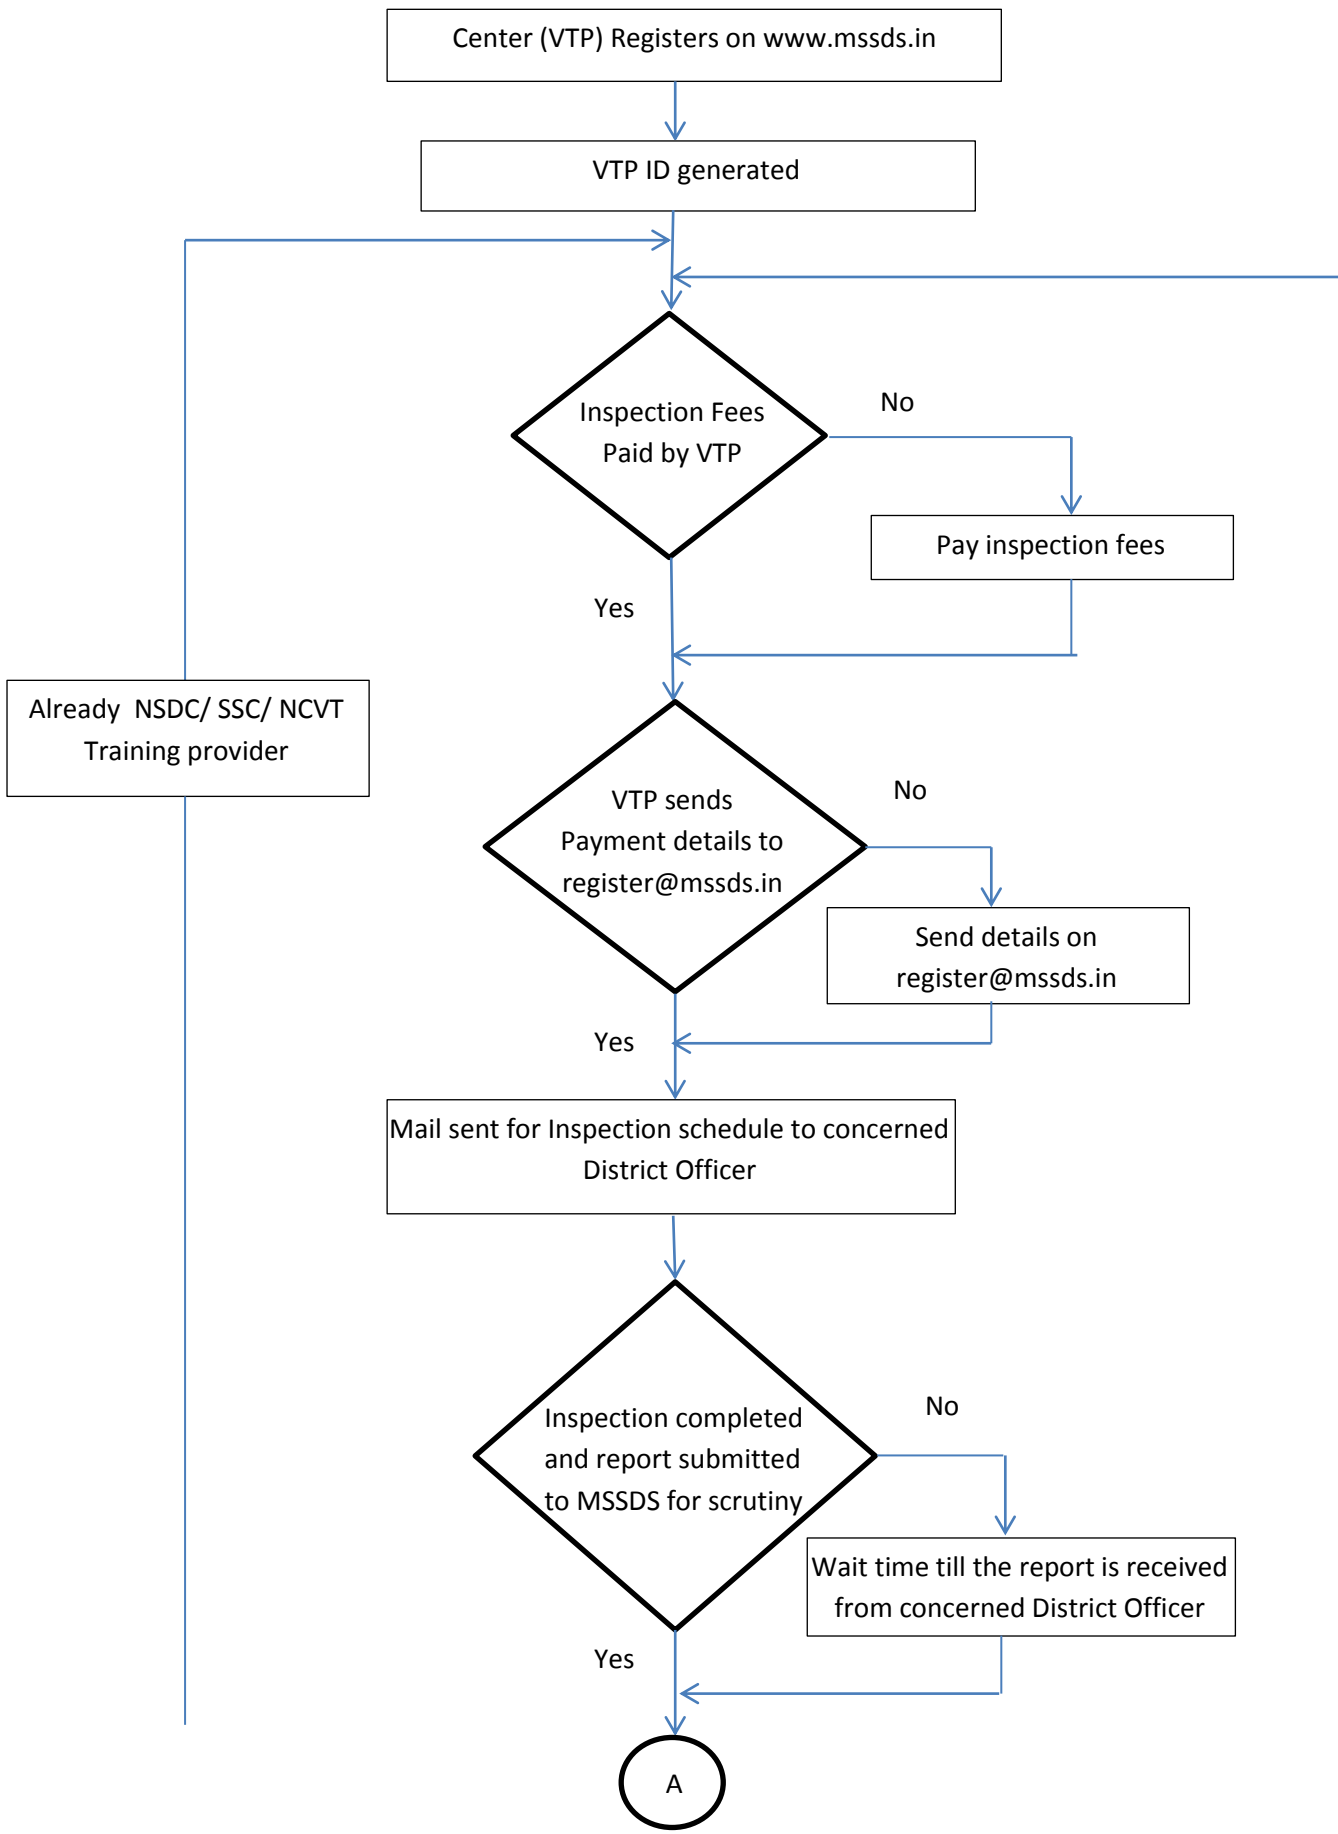 Center (VTP) Registers on www.mssds.in
VTP ID generated
Inspection Fees
Paid by VTP
No
Pay inspection fees
Yes
Already  NSDC/ SSC/ NCVT
Training provider
VTP sends
Payment details to
register@mssds.in
No
Send details on
register@mssds.in
Yes
Mail sent for Inspection schedule to concerned
District Officer
Inspection completed
and report submitted
to MSSDS for scrutiny
No
Wait time till the report is received
from concerned District Officer
Yes
A